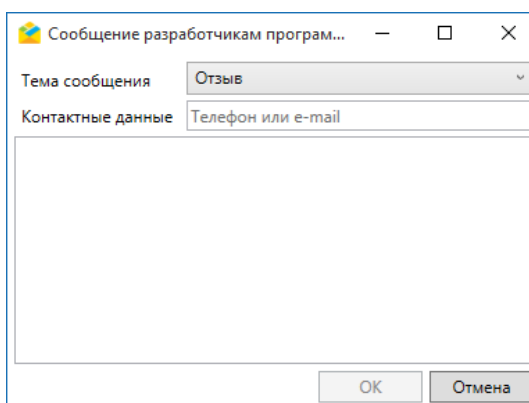 Сообщение разработчикам програм...
Тема сообщения Отзыв
Контактные данные Телефон или e-mail
OK Отмена